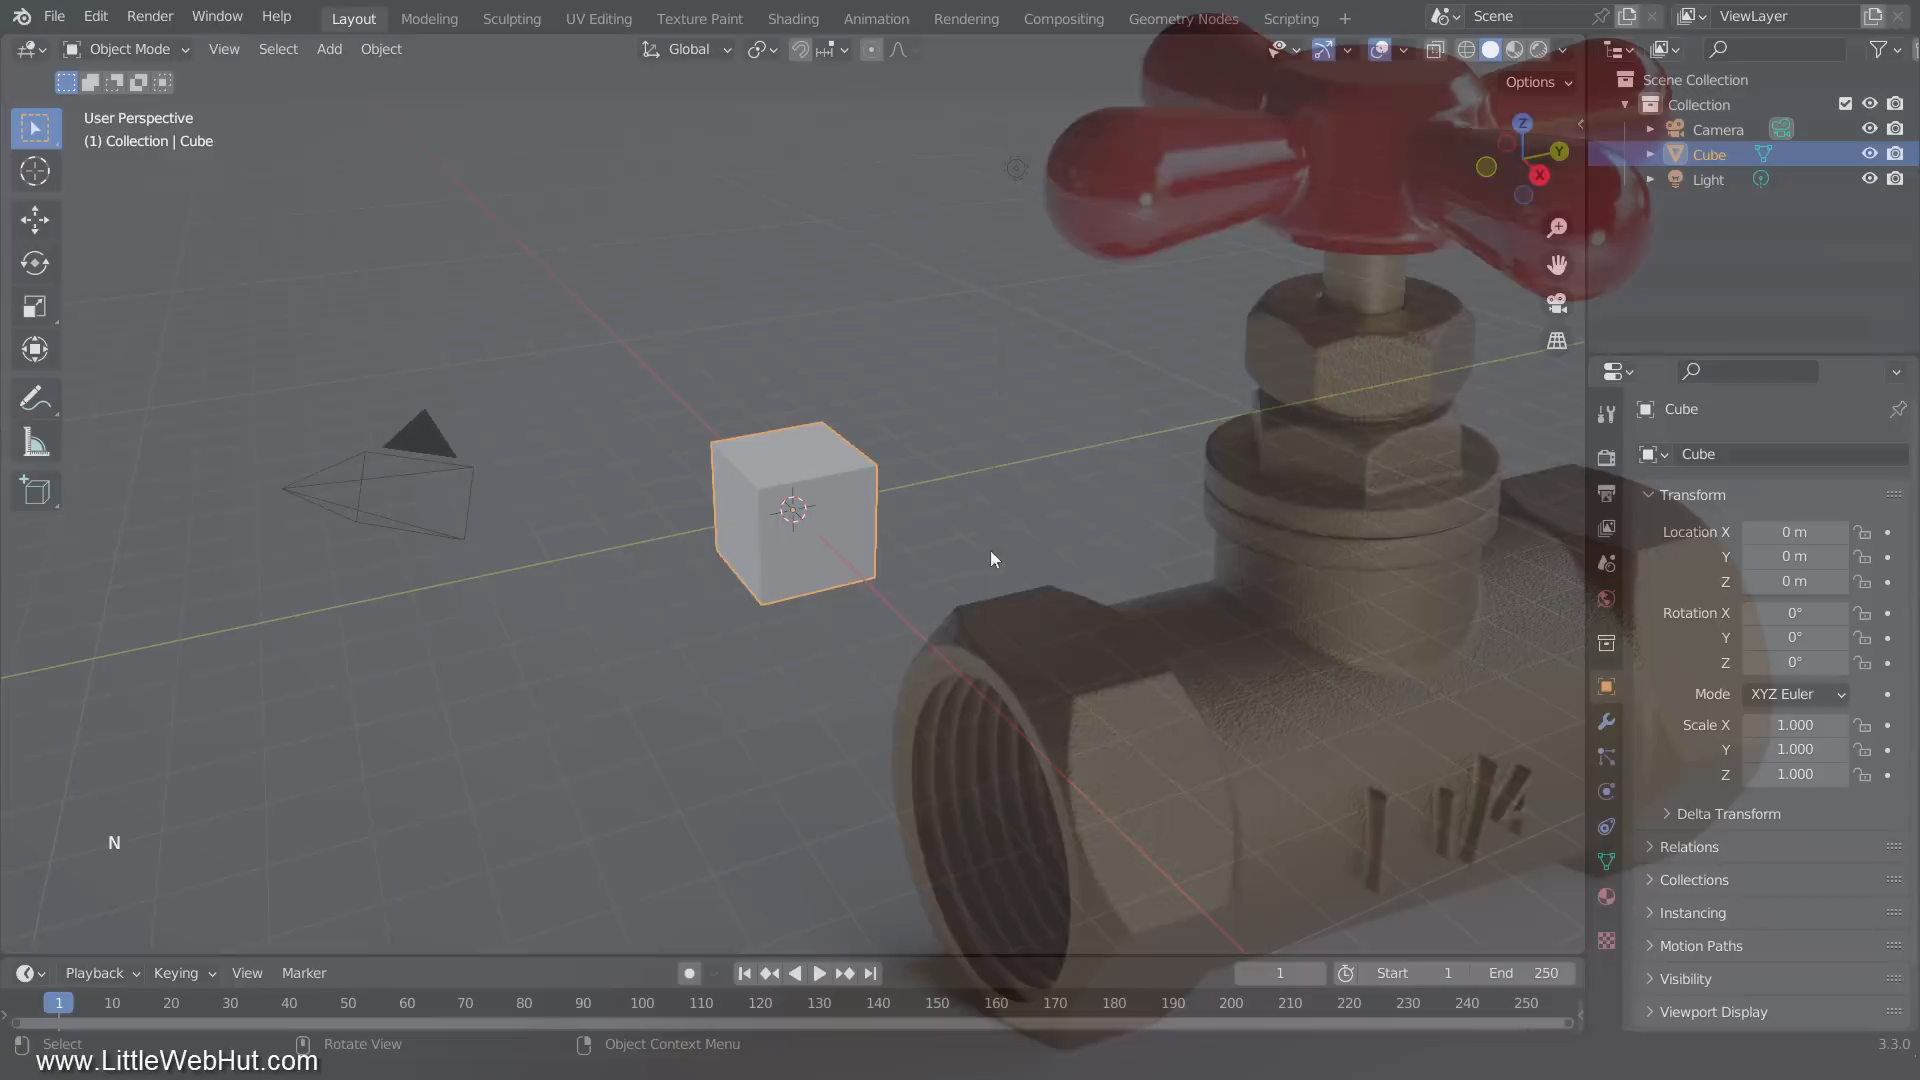 File Edit Render Window Help
Layout Modeling Sculpting UV Editing Texture Paint Shading Animation Rendering Compositing Geometry Nodes Scripting +
Scene
ViewLayer
Object Mode View Select Add Object
Global
Options
User Perspective
(1) Collection | Cube
Z
Y
X
Scene Collection
Collection
Camera
Cube
Light
Cube
Cube
Transform
Location X 0 m
Y 0 m
Z 0 m
Rotation X 0°
Y 0°
Z 0°
Mode XYZ Euler
Scale X 1.000
Y 1.000
Z 1.000
Delta Transform
Relations
Collections
Instancing
Motion Paths
Visibility
Viewport Display
N
Playback Keying View Marker
1 Start 1 End 250
1 10 20 30 40 50 60 70 80 90 100 110 120 130 140 150 160 170 180 190 200 210 220 230 240 250
Select Rotate View Object Context Menu
3.3.0
www.LittleWebHut.com